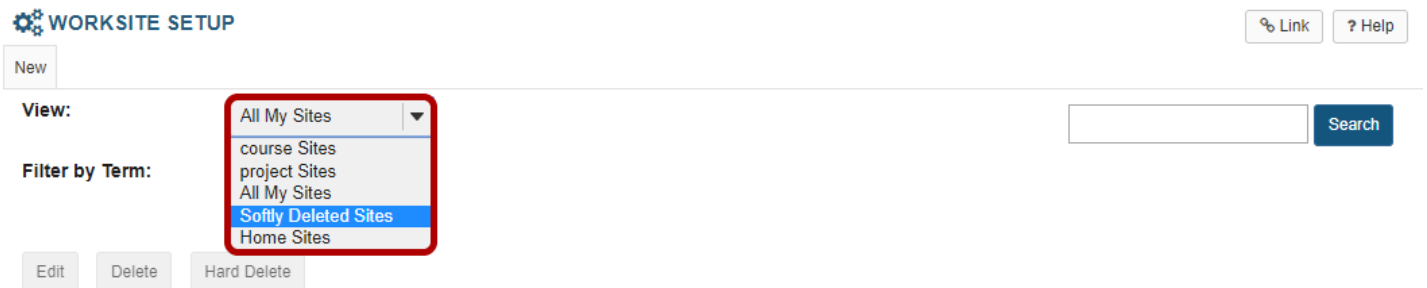 WORKSITE SETUP
Link
? Help
New
View:
All My Sites
Search
course Sites
project Sites
Filter by Term:
All My Sites
Softly Deleted Sites
Home Sites
Edit
Delete
Hard Delete